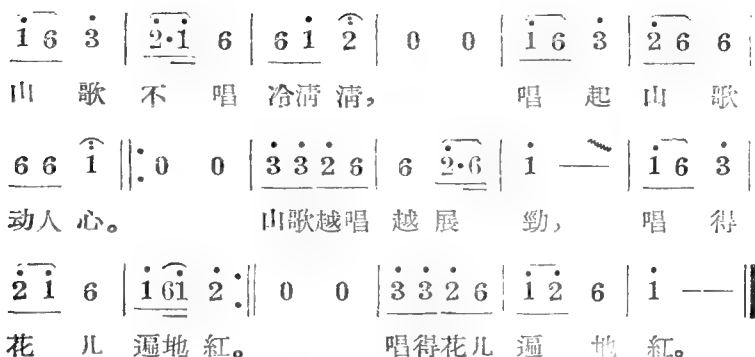 1̇ 6 3̇ | 2̇·1̇ 6 | 6 1̇ 2̇ | 0 0 | 1̇ 6 3̇ | 2̇ 6 6 |
山 歌 不 唱 冷清 清， 唱 起 山 歌
6 6 1̇ ‖: 0 0 | 3̇ 3̇ 2̇ 6 | 6 2̇·6 | 1̇ — | 1̇ 6 3̇ |
动人 心。 山歌越唱 越 展 劲， 唱 得
2̇ 1̇ 6 | 1̇ 61̇ 2̇ :‖ 0 0 | 3̇ 3̇ 2̇ 6 | 1̇ 2̇ 6 | 1̇ — — ‖
花 儿 遍地 紅。 唱得花儿 遍 地 紅。